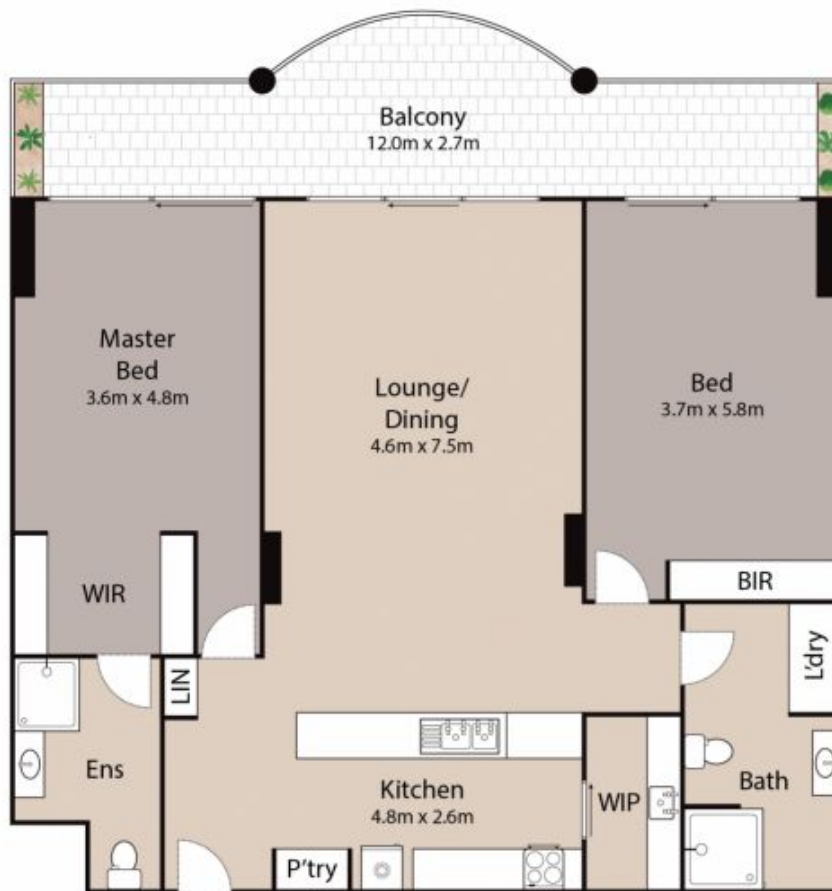 Balcony
12.0m x 2.7m
Master
Bed
3.6m x 4.8m
Lounge/
Dining
4.6m x 7.5m
Bed
3.7m x 5.8m
WIR
BIR
LIN
L'dry
Ens
Kitchen
4.8m x 2.6m
WIP
Bath
P'try